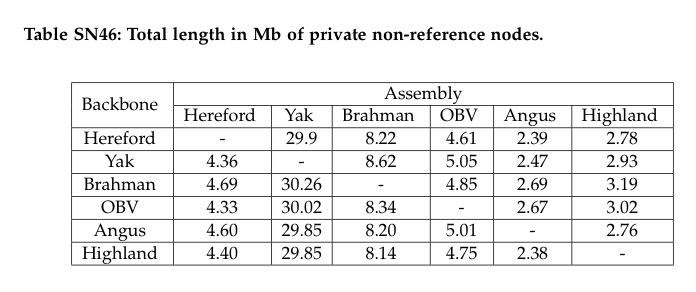 Table SN46: Total length in Mb of private non-reference nodes.
Backbone Assembly
Hereford Yak Brahman OBV Angus Highland
Hereford - 29.9 8.22 4.61 2.39 2.78
Yak 4.36 - 8.62 5.05 2.47 2.93
Brahman 4.69 30.26 - 4.85 2.69 3.19
OBV 4.33 30.02 8.34 - 2.67 3.02
Angus 4.60 29.85 8.20 5.01 - 2.76
Highland 4.40 29.85 8.14 4.75 2.38 -